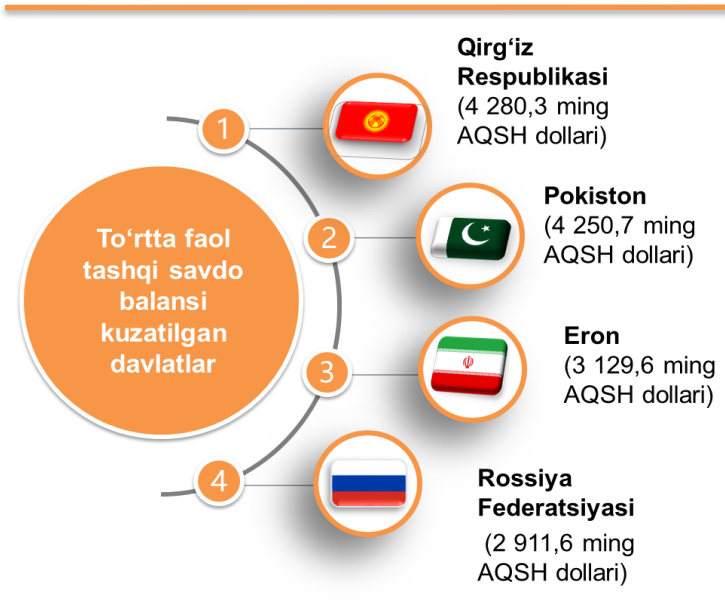 To‘rtta faol
tashqi savdo
balansi
kuzatilgan
davlatlar
1
Qirg‘iz
Respublikasi
(4 280,3 ming
AQSH dollari)
2
Pokiston
(4 250,7 ming
AQSH dollari)
3
Eron
(3 129,6 ming
AQSH dollari)
4
Rossiya
Federatsiyasi
(2 911,6 ming
AQSH dollari)